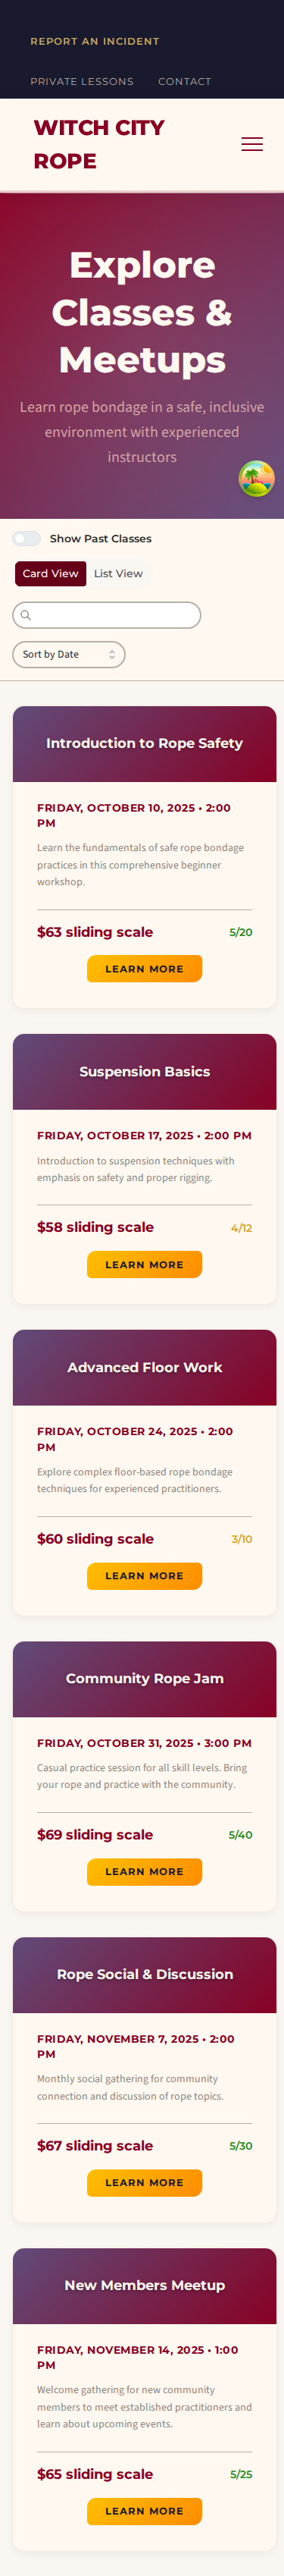 REPORT AN INCIDENT
PRIVATE LESSONS CONTACT
WITCH CITY
ROPE
Explore
Classes &
Meetups
Learn rope bondage in a safe, inclusive
environment with experienced
instructors
Show Past Classes
Card View List View
Sort by Date
Introduction to Rope Safety
FRIDAY, OCTOBER 10, 2025 • 2:00
PM
Learn the fundamentals of safe rope bondage
practices in this comprehensive beginner
workshop.
$63 sliding scale 5/20
LEARN MORE
Suspension Basics
FRIDAY, OCTOBER 17, 2025 • 2:00 PM
Introduction to suspension techniques with
emphasis on safety and proper rigging.
$58 sliding scale 4/12
LEARN MORE
Advanced Floor Work
FRIDAY, OCTOBER 24, 2025 • 2:00
PM
Explore complex floor-based rope bondage
techniques for experienced practitioners.
$60 sliding scale 3/10
LEARN MORE
Community Rope Jam
FRIDAY, OCTOBER 31, 2025 • 3:00 PM
Casual practice session for all skill levels. Bring
your rope and practice with the community.
$69 sliding scale 5/40
LEARN MORE
Rope Social & Discussion
FRIDAY, NOVEMBER 7, 2025 • 2:00
PM
Monthly social gathering for community
connection and discussion of rope topics.
$67 sliding scale 5/30
LEARN MORE
New Members Meetup
FRIDAY, NOVEMBER 14, 2025 • 1:00
PM
Welcome gathering for new community
members to meet established practitioners and
learn about upcoming events.
$65 sliding scale 5/25
LEARN MORE